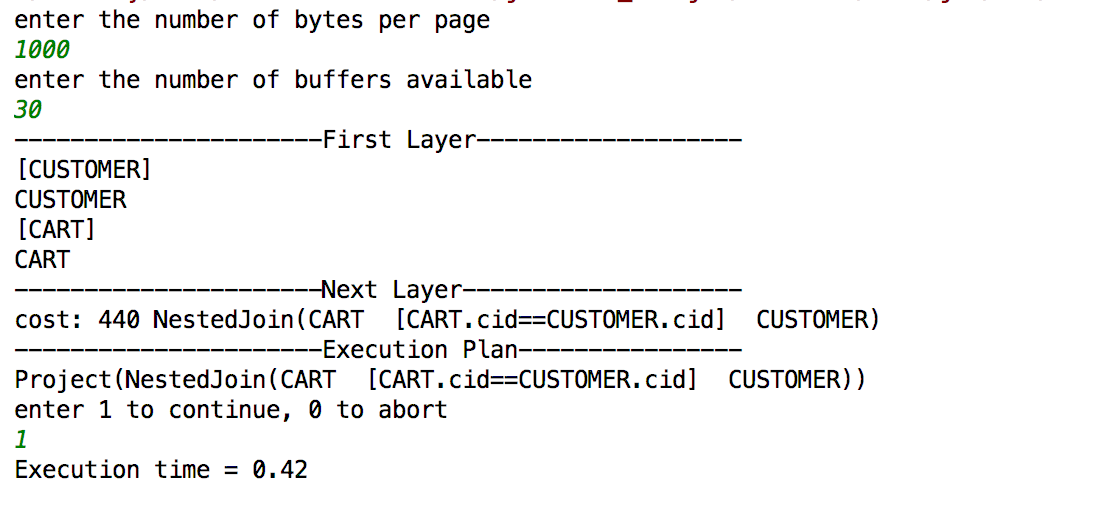 enter the number of bytes per page
1000
enter the number of buffers available
30
----------------------First Layer-------------------
[CUSTOMER]
CUSTOMER
[CART]
CART
----------------------Next Layer--------------------
cost: 440 NestedJoin(CART  [CART.cid==CUSTOMER.cid]  CUSTOMER)
----------------------Execution Plan----------------
Project(NestedJoin(CART  [CART.cid==CUSTOMER.cid]  CUSTOMER))
enter 1 to continue, 0 to abort
1
Execution time = 0.42